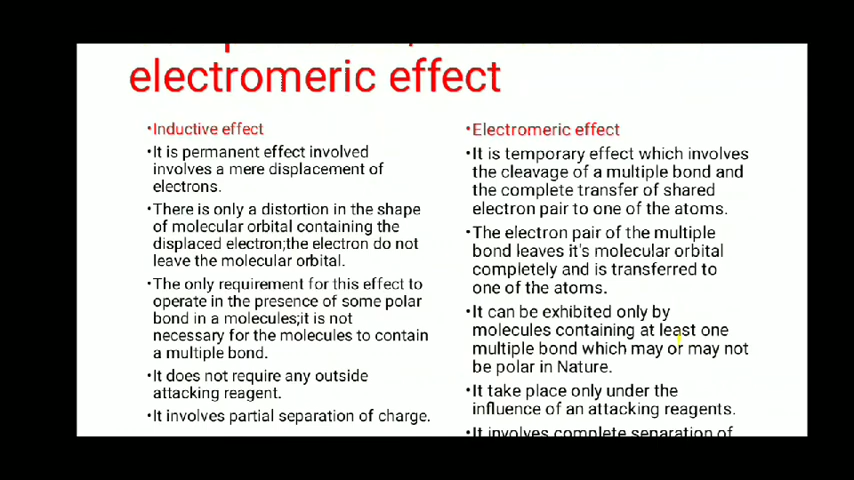 electromeric effect
•Inductive effect
•It is permanent effect involved
involves a mere displacement of
electrons.
•There is only a distortion in the shape
of molecular orbital containing the
displaced electron;the electron do not
leave the molecular orbital.
•The only requirement for this effect to
operate in the presence of some polar
bond in a molecules;it is not
necessary for the molecules to contain
a multiple bond.
•It does not require any outside
attacking reagent.
•It involves partial separation of charge.
•Electromeric effect
•It is temporary effect which involves
the cleavage of a multiple bond and
the complete transfer of shared
electron pair to one of the atoms.
•The electron pair of the multiple
bond leaves it's molecular orbital
completely and is transferred to
one of the atoms.
•It can be exhibited only by
molecules containing at least one
multiple bond which may or may not
be polar in Nature.
•It take place only under the
influence of an attacking reagents.
•It involves complete separation of